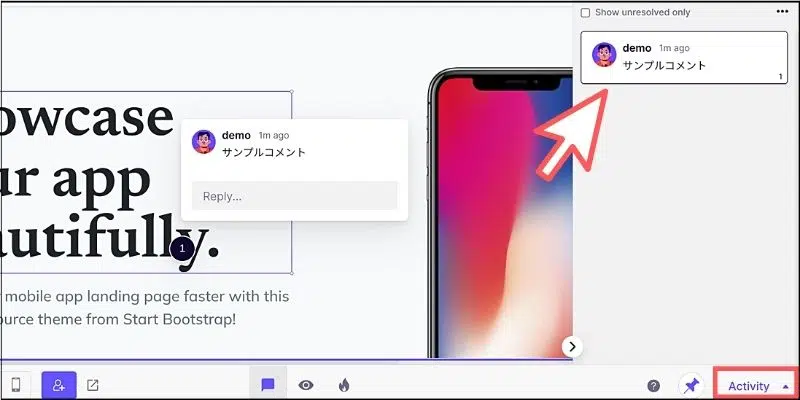 Show unresolved only
demo 1m ago
サンプルコメント
1
owcase
ur app
autifully.
demo 1m ago
サンプルコメント
Reply...
1
mobile app landing page faster with this
ource theme from Start Bootstrap!
Activity